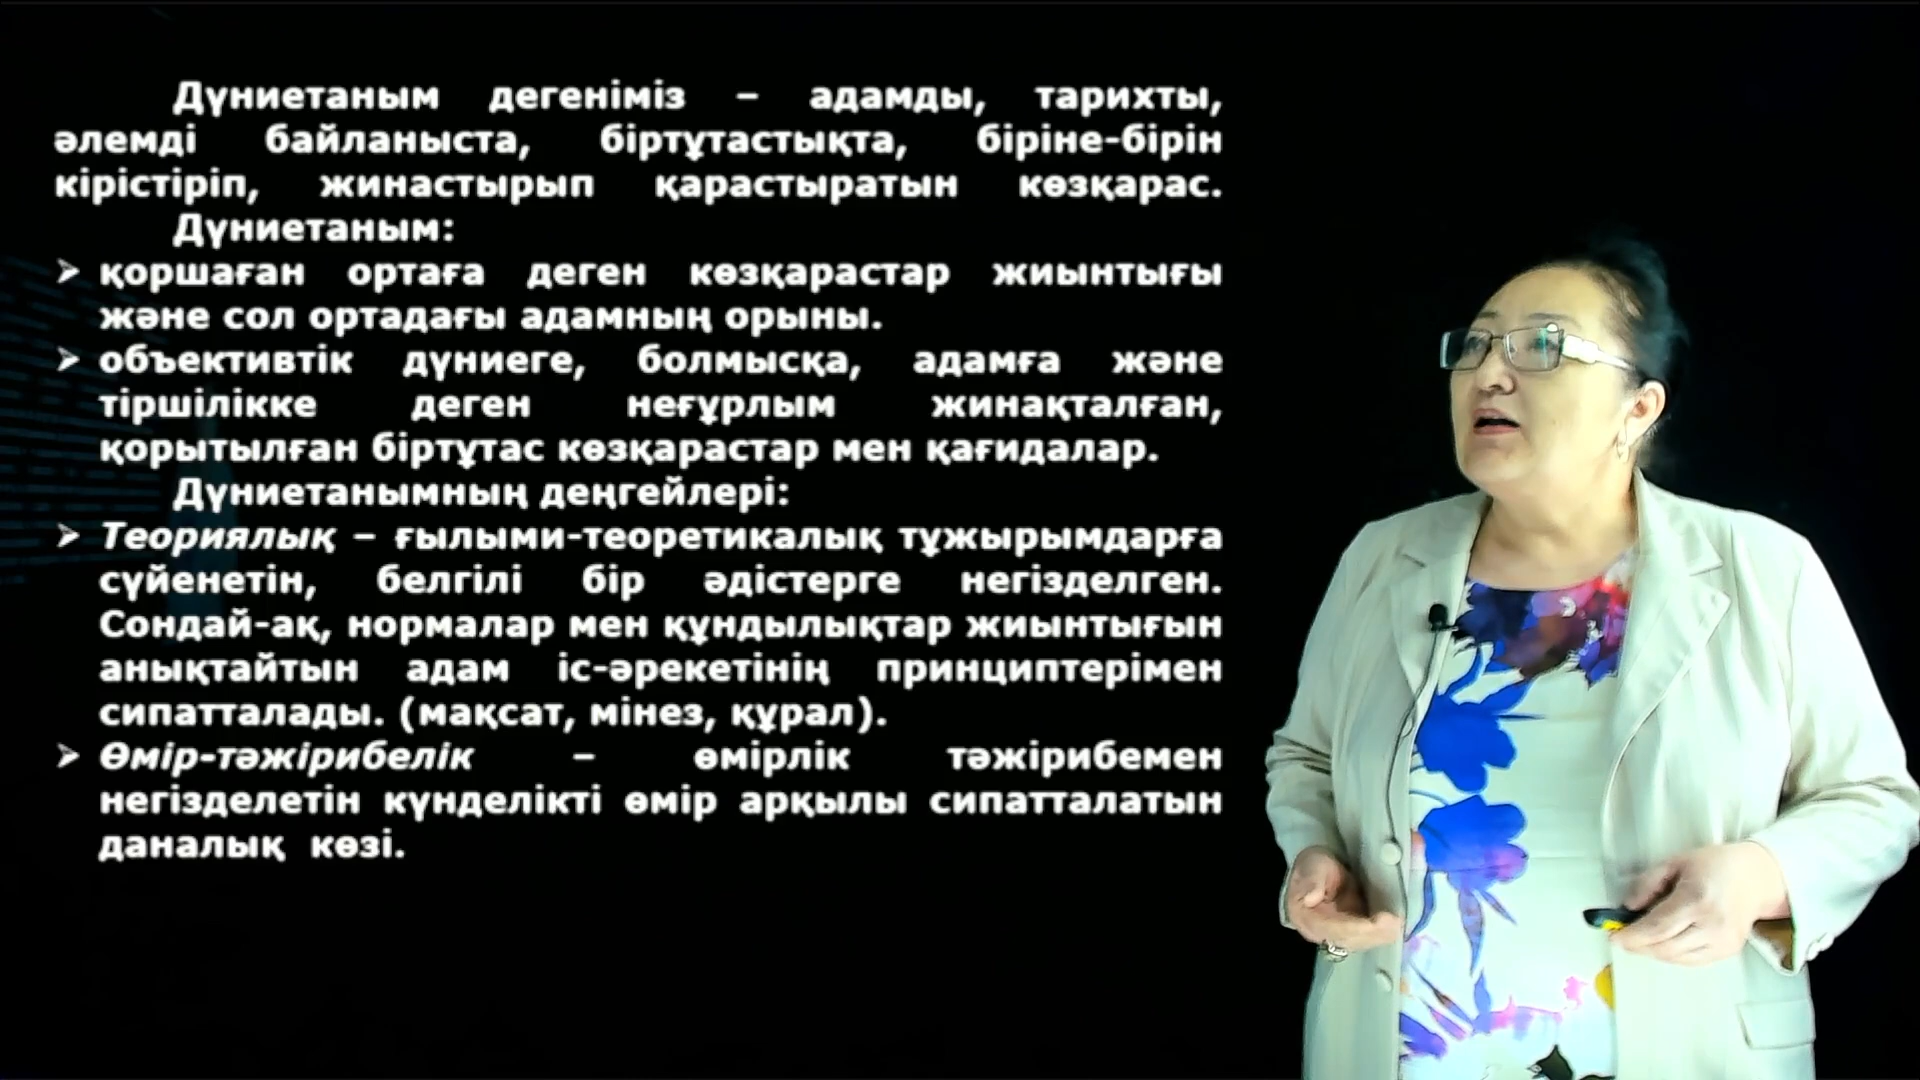 Дүниетаным дегеніміз – адамды, тарихты,
әлемді байланыста, біртұтастықта, біріне-бірін
кірістіріп, жинастырып қарастыратын көзқарас.
Дүниетаным:
➢ қоршаған ортаға деген көзқарастар жиынтығы
және сол ортадағы адамның орыны.
➢ объективтік дүниеге, болмысқа, адамға және
тіршілікке деген неғұрлым жинақталған,
қорытылған біртұтас көзқарастар мен қағидалар.
Дүниетанымның деңгейлері:
➢ Теориялық – ғылыми-теоретикалық тұжырымдарға
сүйенетін, белгілі бір әдістерге негізделген.
Сондай-ақ, нормалар мен құндылықтар жиынтығын
анықтайтын адам іс-әрекетінің принциптерімен
сипатталады. (мақсат, мінез, құрал).
➢ Өмір-тәжірибелік – өмірлік тәжірибемен
негізделетін күнделікті өмір арқылы сипатталатын
даналық көзі.